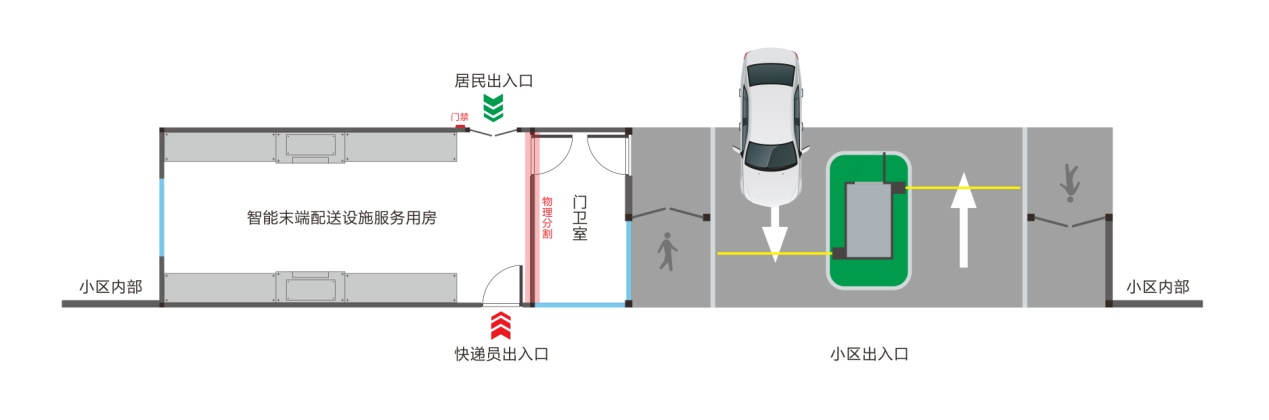 居民出入口
门禁
智能末端配送设施服务用房
物理分割
门卫室
小区内部
小区内部
快递员出入口
小区出入口